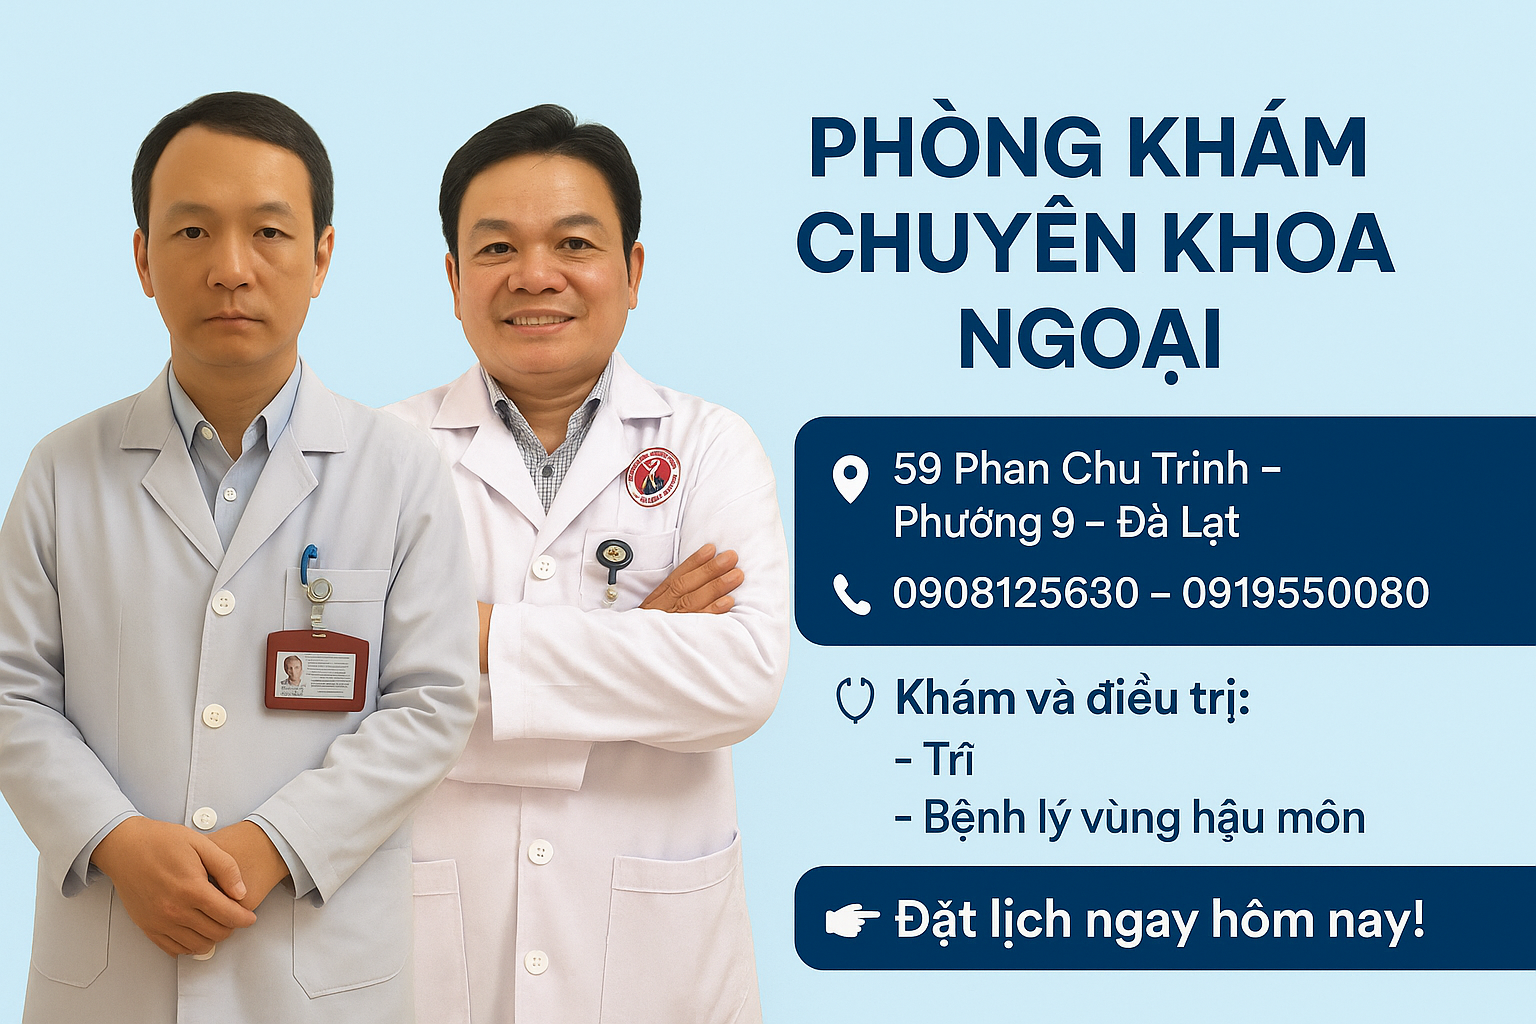 PHÒNG KHÁM
CHUYÊN KHOA
NGOẠI
59 Phan Chu Trinh –
Phướng 9 – Đà Lạt
0908125630 – 0919550080
Khám và điều trị:
- Trĩ
- Bệnh lý vùng hậu môn
Đặt lịch ngay hôm nay!